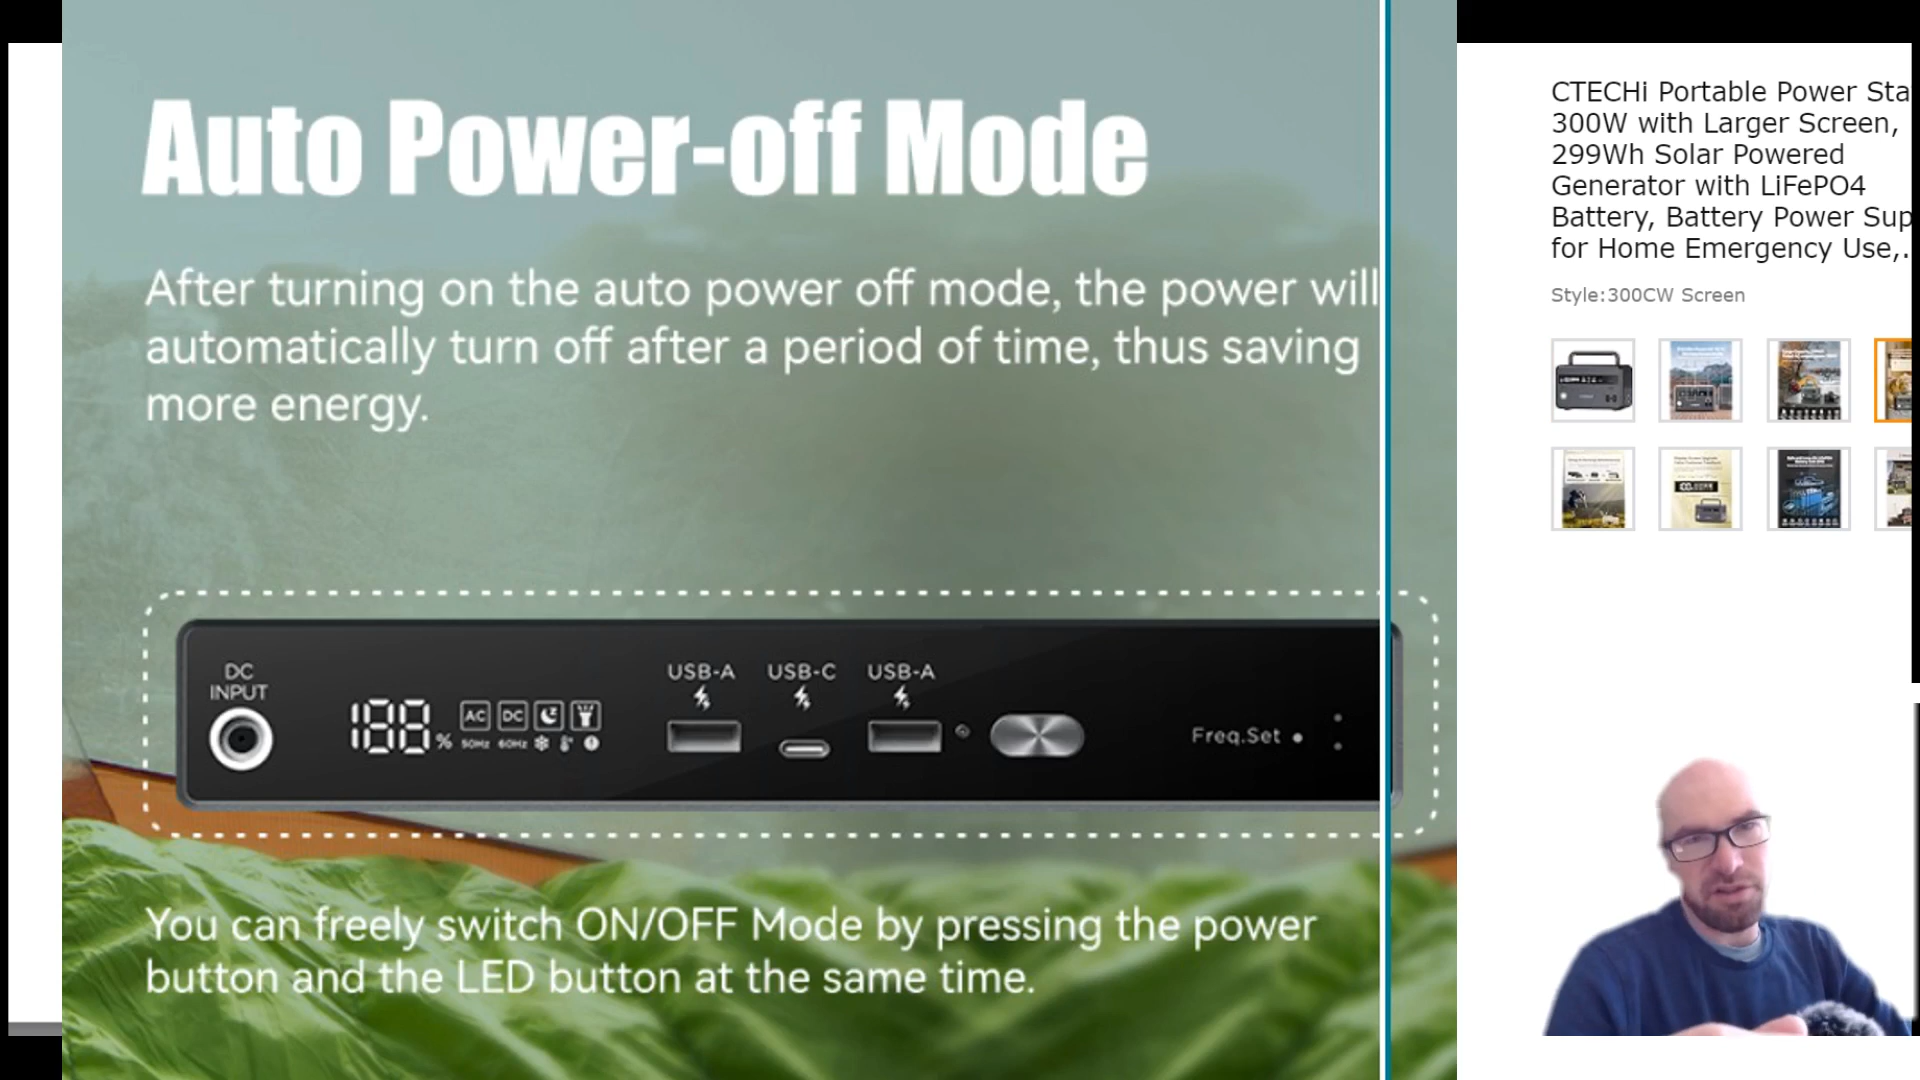 Auto Power-off Mode
After turning on the auto power off mode, the power will
automatically turn off after a period of time, thus saving
more energy.
DC
INPUT
188%
AC DC
50Hz 60Hz
USB-A USB-C USB-A
Freq.Set
You can freely switch ON/OFF Mode by pressing the power
button and the LED button at the same time.
CTECHi Portable Power Sta
300W with Larger Screen,
299Wh Solar Powered
Generator with LiFePO4
Battery, Battery Power Sup
for Home Emergency Use,.
Style:300CW Screen